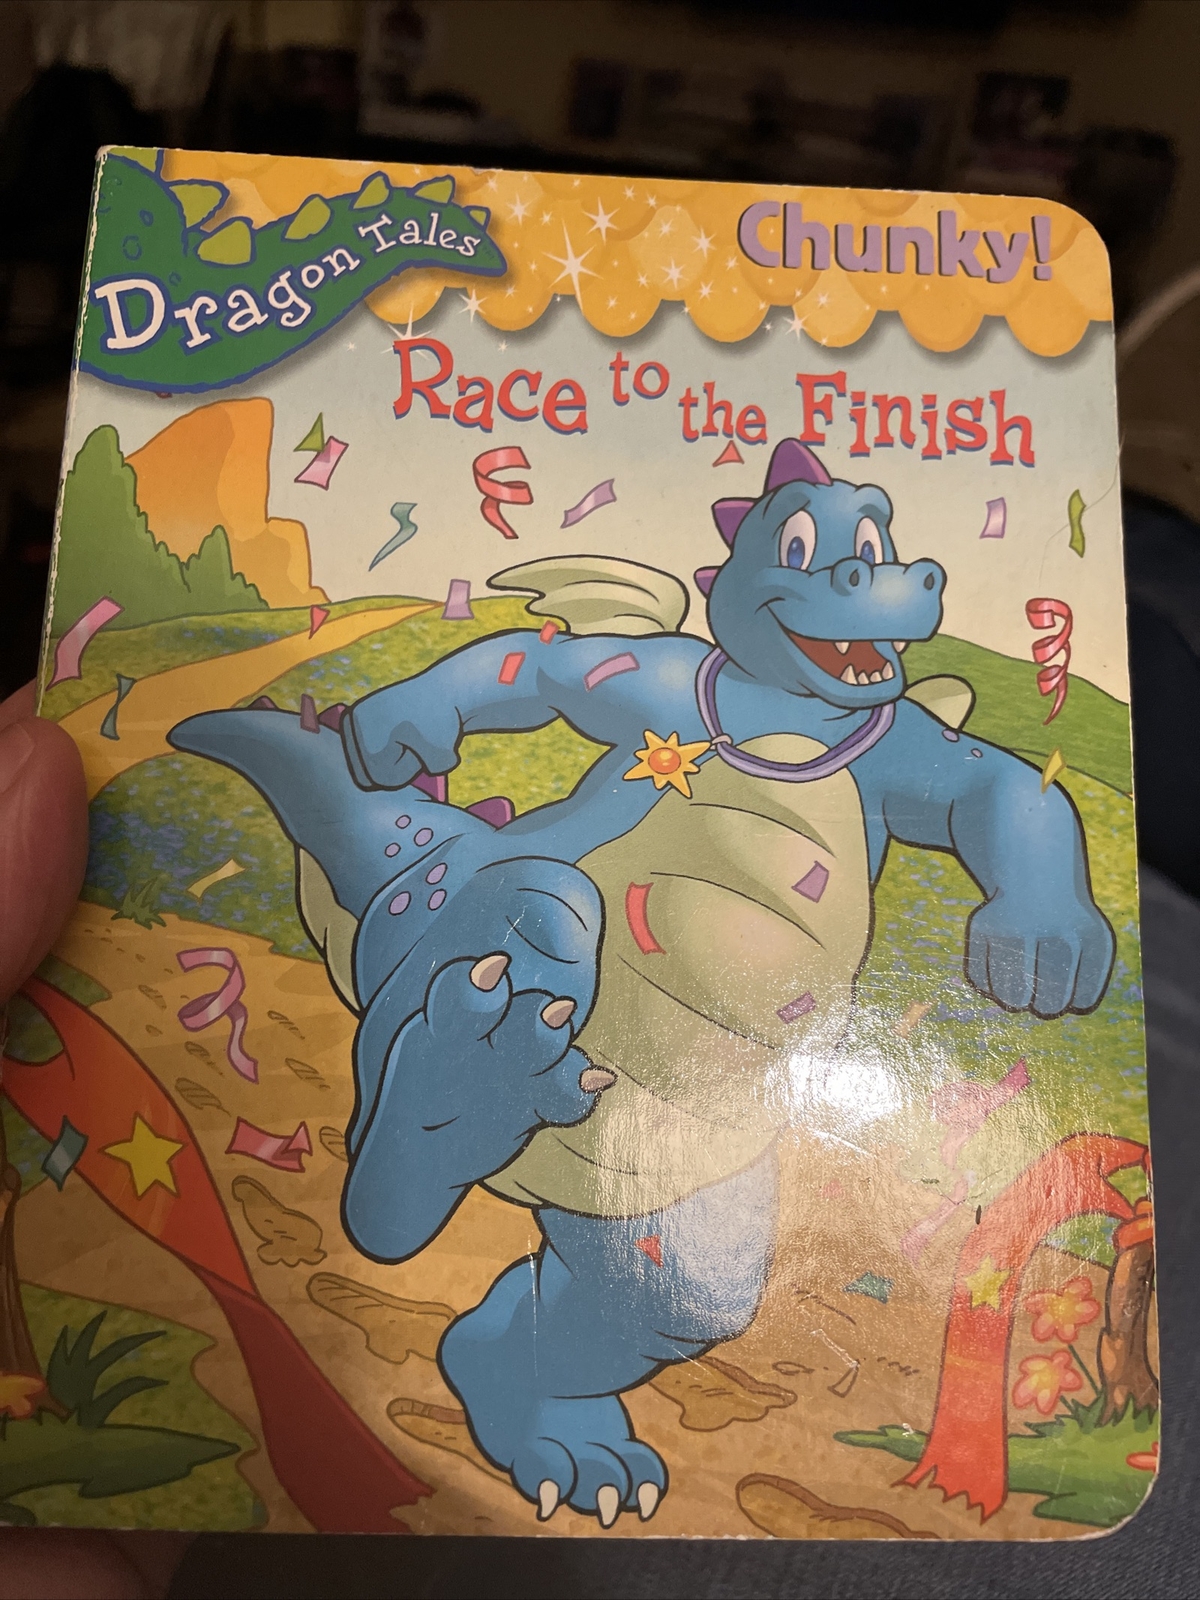 Dragon Tales
Chunky!
Race to the Finish